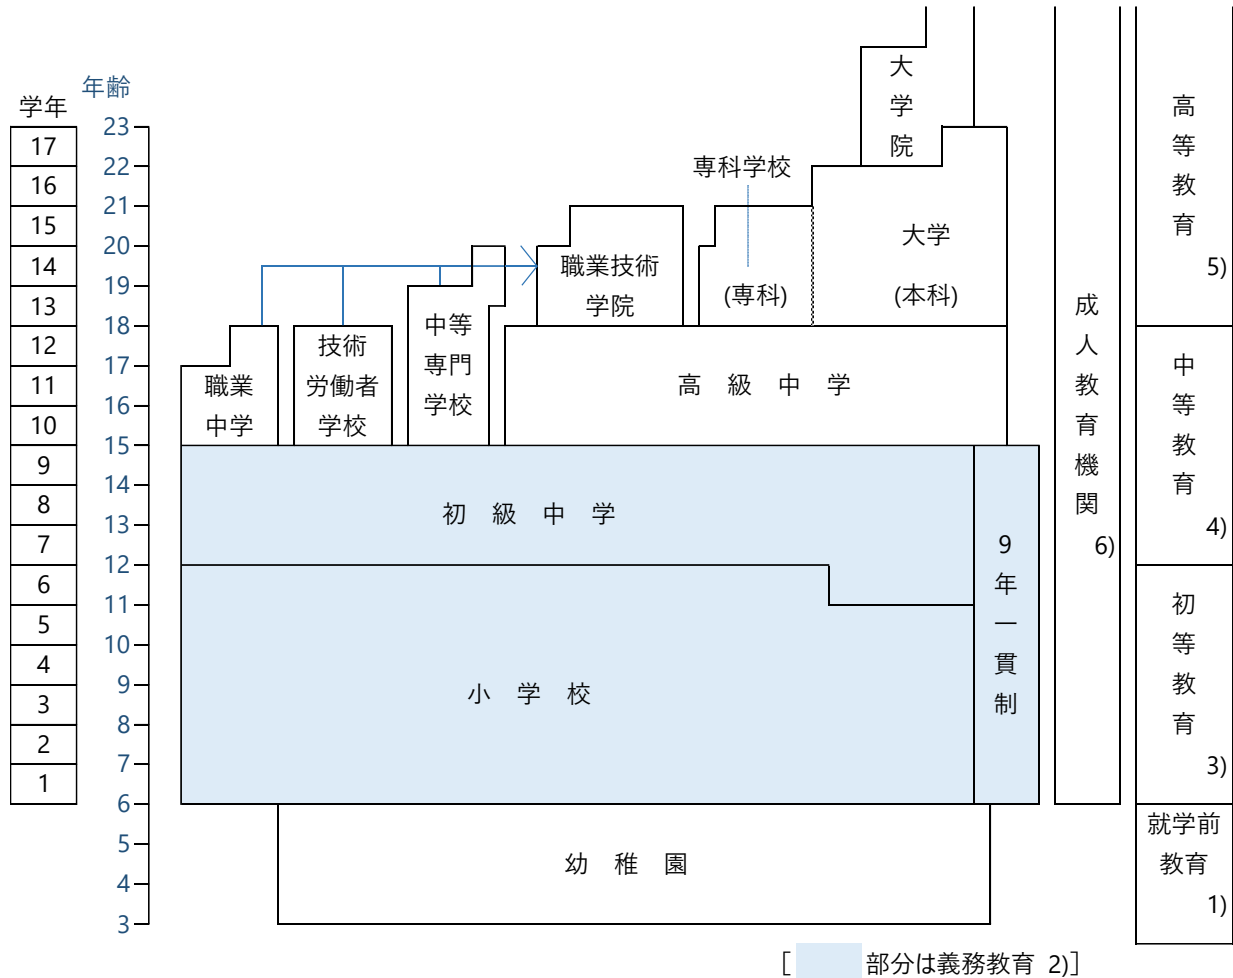 年齢
学年
23
17
22
16
21
15
20
14
19
13
18
12
17
11
16
10
15
9
14
8
13
7
12
6
11
5
10
4
9
3
8
2
7
1
6
5
4
3
大学院
専科学校
大学
(専科)
(本科)
職業技術
学院
中等
専門
学校
技術
労働者
学校
職業
中学
高級中学
初級中学
小学校
9年一貫制
幼稚園
成人教育機関
6)
高等教育
5)
中等教育
4)
初等教育
3)
就学前
教育
1)
[ 部分は義務教育 2)]